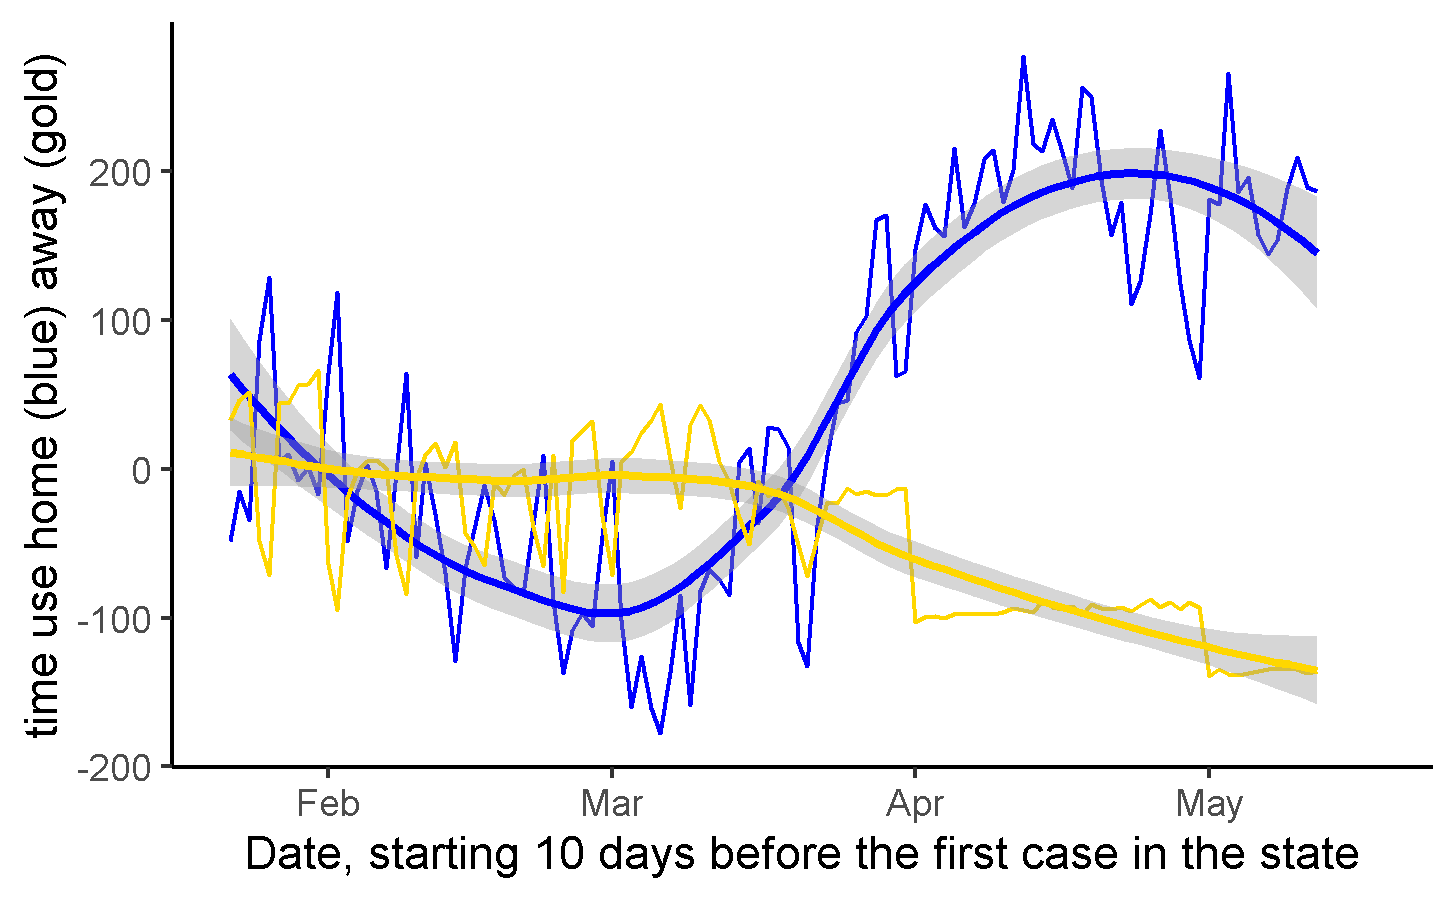 time use home (blue) away (gold)
200
100
0
-100
-200
Feb Mar Apr May
Date, starting 10 days before the first case in the state